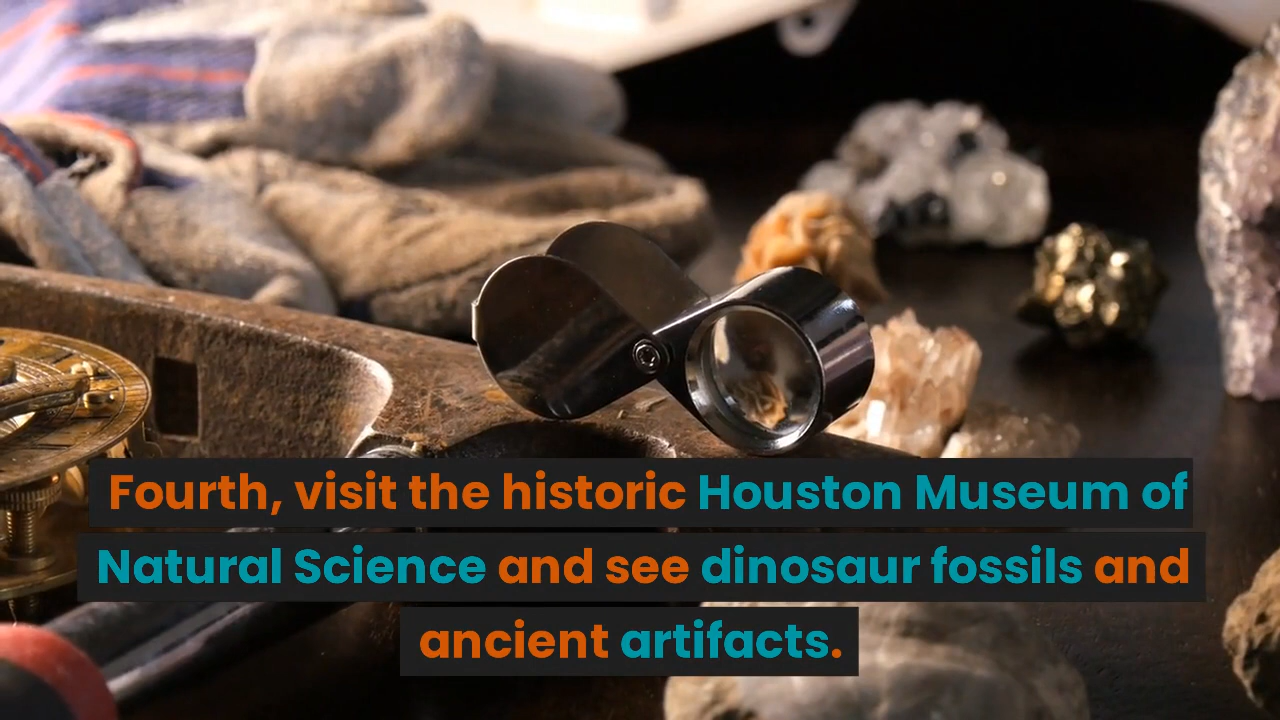 Fourth, visit the historic Houston Museum of
Natural Science and see dinosaur fossils and
ancient artifacts.